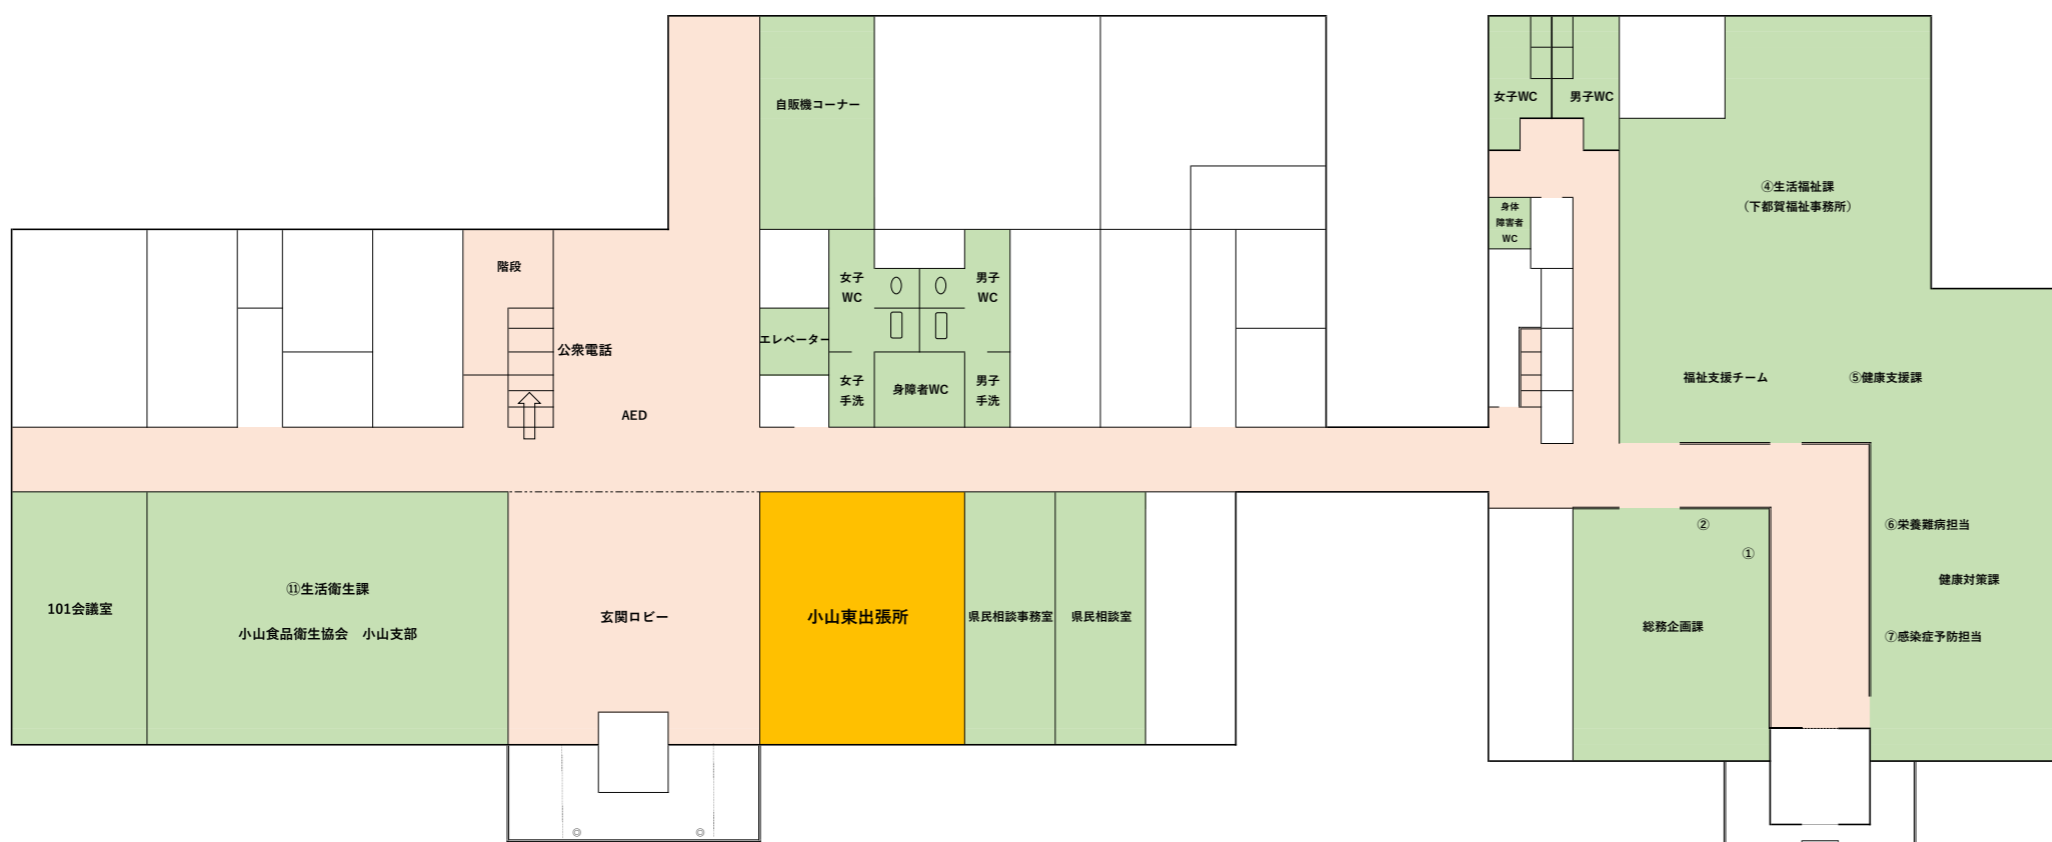 自販機コーナー
女子WC
男子WC
④生活福祉課
（下都賀福祉事務所）
身体
障害者
WC
階段
女子
WC
男子
WC
公衆電話
エレベーター
福祉支援チーム
⑤健康支援課
女子
手洗
身障者WC
男子
手洗
AED
②
①
⑥栄養難病担当
健康対策課
⑦感染症予防担当
101会議室
⑪生活衛生課
小山食品衛生協会　小山支部
玄関ロビー
小山東出張所
県民相談事務室
県民相談室
総務企画課